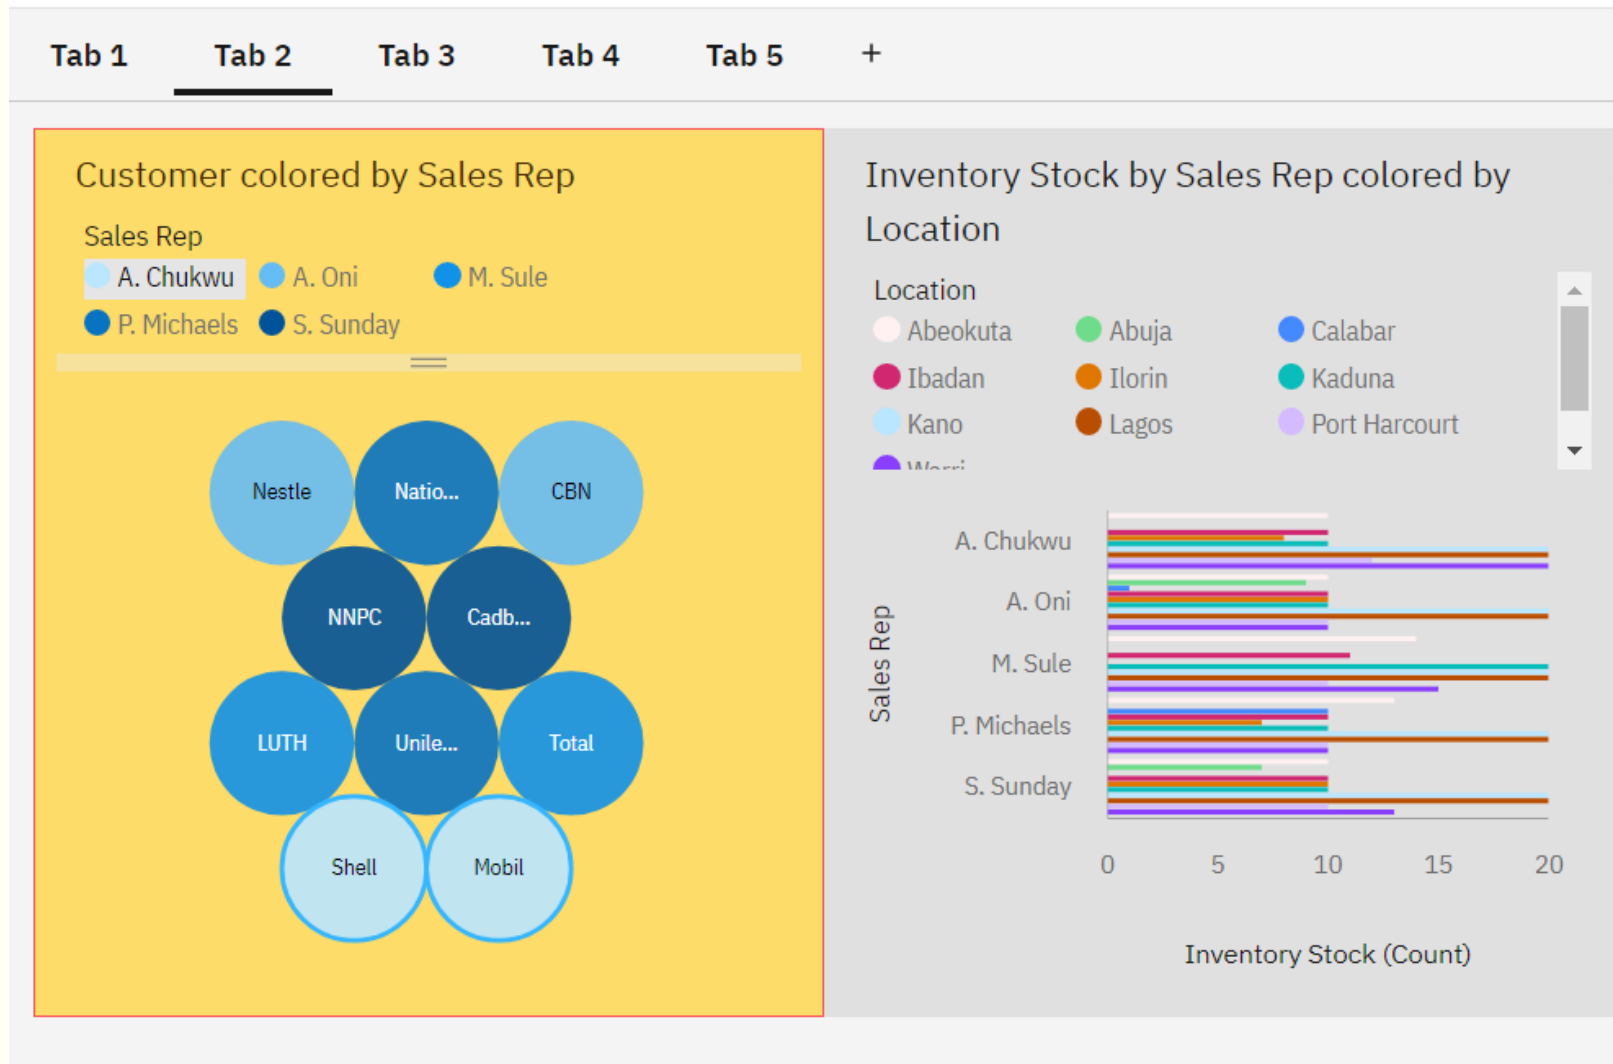 Tab 1 Tab 2 Tab 3 Tab 4 Tab 5 +
Customer colored by Sales Rep
Sales Rep
A. Chukwu A. Oni M. Sule
P. Michaels S. Sunday
Nestle Natio... CBN
NNPC Cadb...
LUTH Unile... Total
Shell Mobil
Inventory Stock by Sales Rep colored by
Location
Location
Abeokuta Abuja Calabar
Ibadan Ilorin Kaduna
Kano Lagos Port Harcourt
Warri
Sales Rep
A. Chukwu
A. Oni
M. Sule
P. Michaels
S. Sunday
0 5 10 15 20
Inventory Stock (Count)